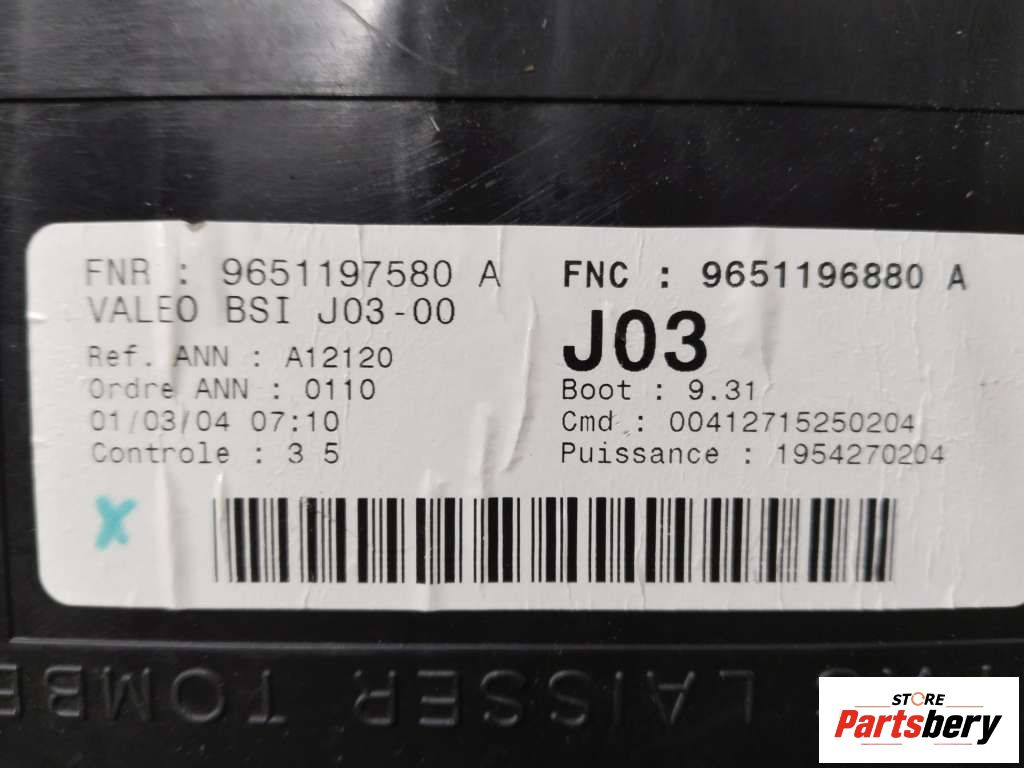 FNR : 9651197580 A
VALEO BSI J03-00
Ref. ANN : A12120
Ordre ANN : 0110
01/03/04 07:10
Controle : 3 5
FNC : 9651196880 A
J03
Boot : 9.31
Cmd : 00412715250204
Puissance : 1954270204
X
LAISSER TOMBE
STORE
Partsbery